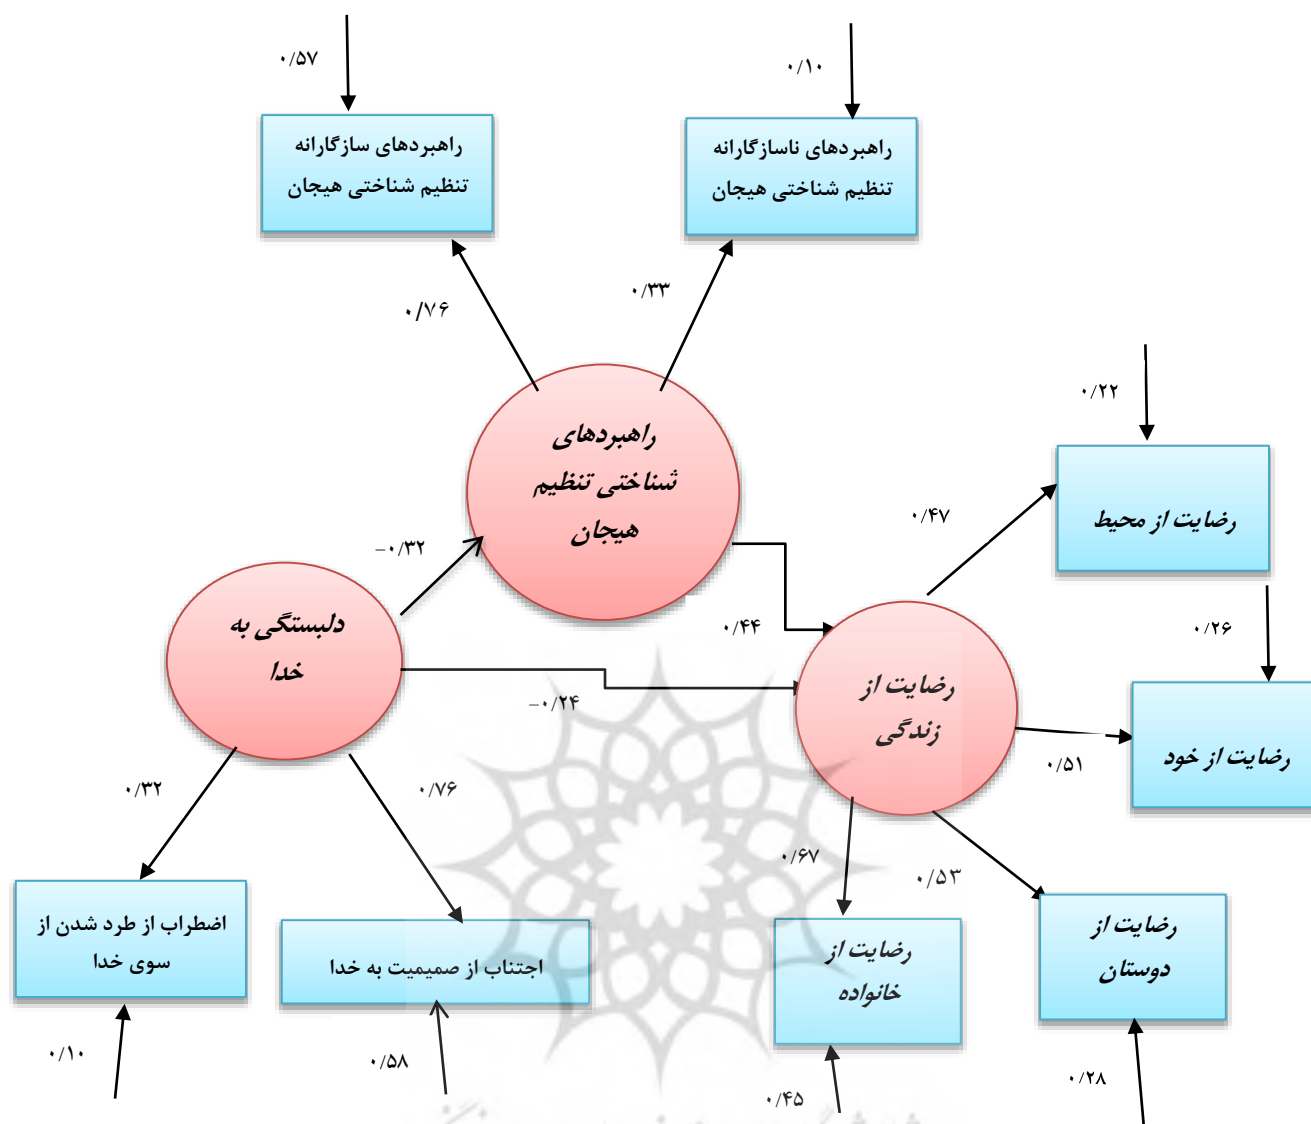 ۰/۵۷
۰/۱۰
راهبردهای سازگارانه
تنظیم شناختی هیجان
راهبردهای ناسازگارانه
تنظیم شناختی هیجان
۰/۷۶
۰/۳۳
راهبردهای
شناختی تنظیم
هیجان
۰/۲۲
رضایت از محیط
۰/۴۷
−۰/۳۲
۰/۴۴
۰/۲۶
دلبستگی به
خدا
−۰/۲۴
رضایت از
زندگی
۰/۵۱
رضایت از خود
۰/۳۲
۰/۷۶
۰/۶۷
۰/۵۳
اضطراب از طرد شدن از
سوی خدا
اجتناب از صمیمیت به خدا
رضایت از
خانواده
رضایت از
دوستان
۰/۱۰
۰/۵۸
۰/۴۵
۰/۲۸